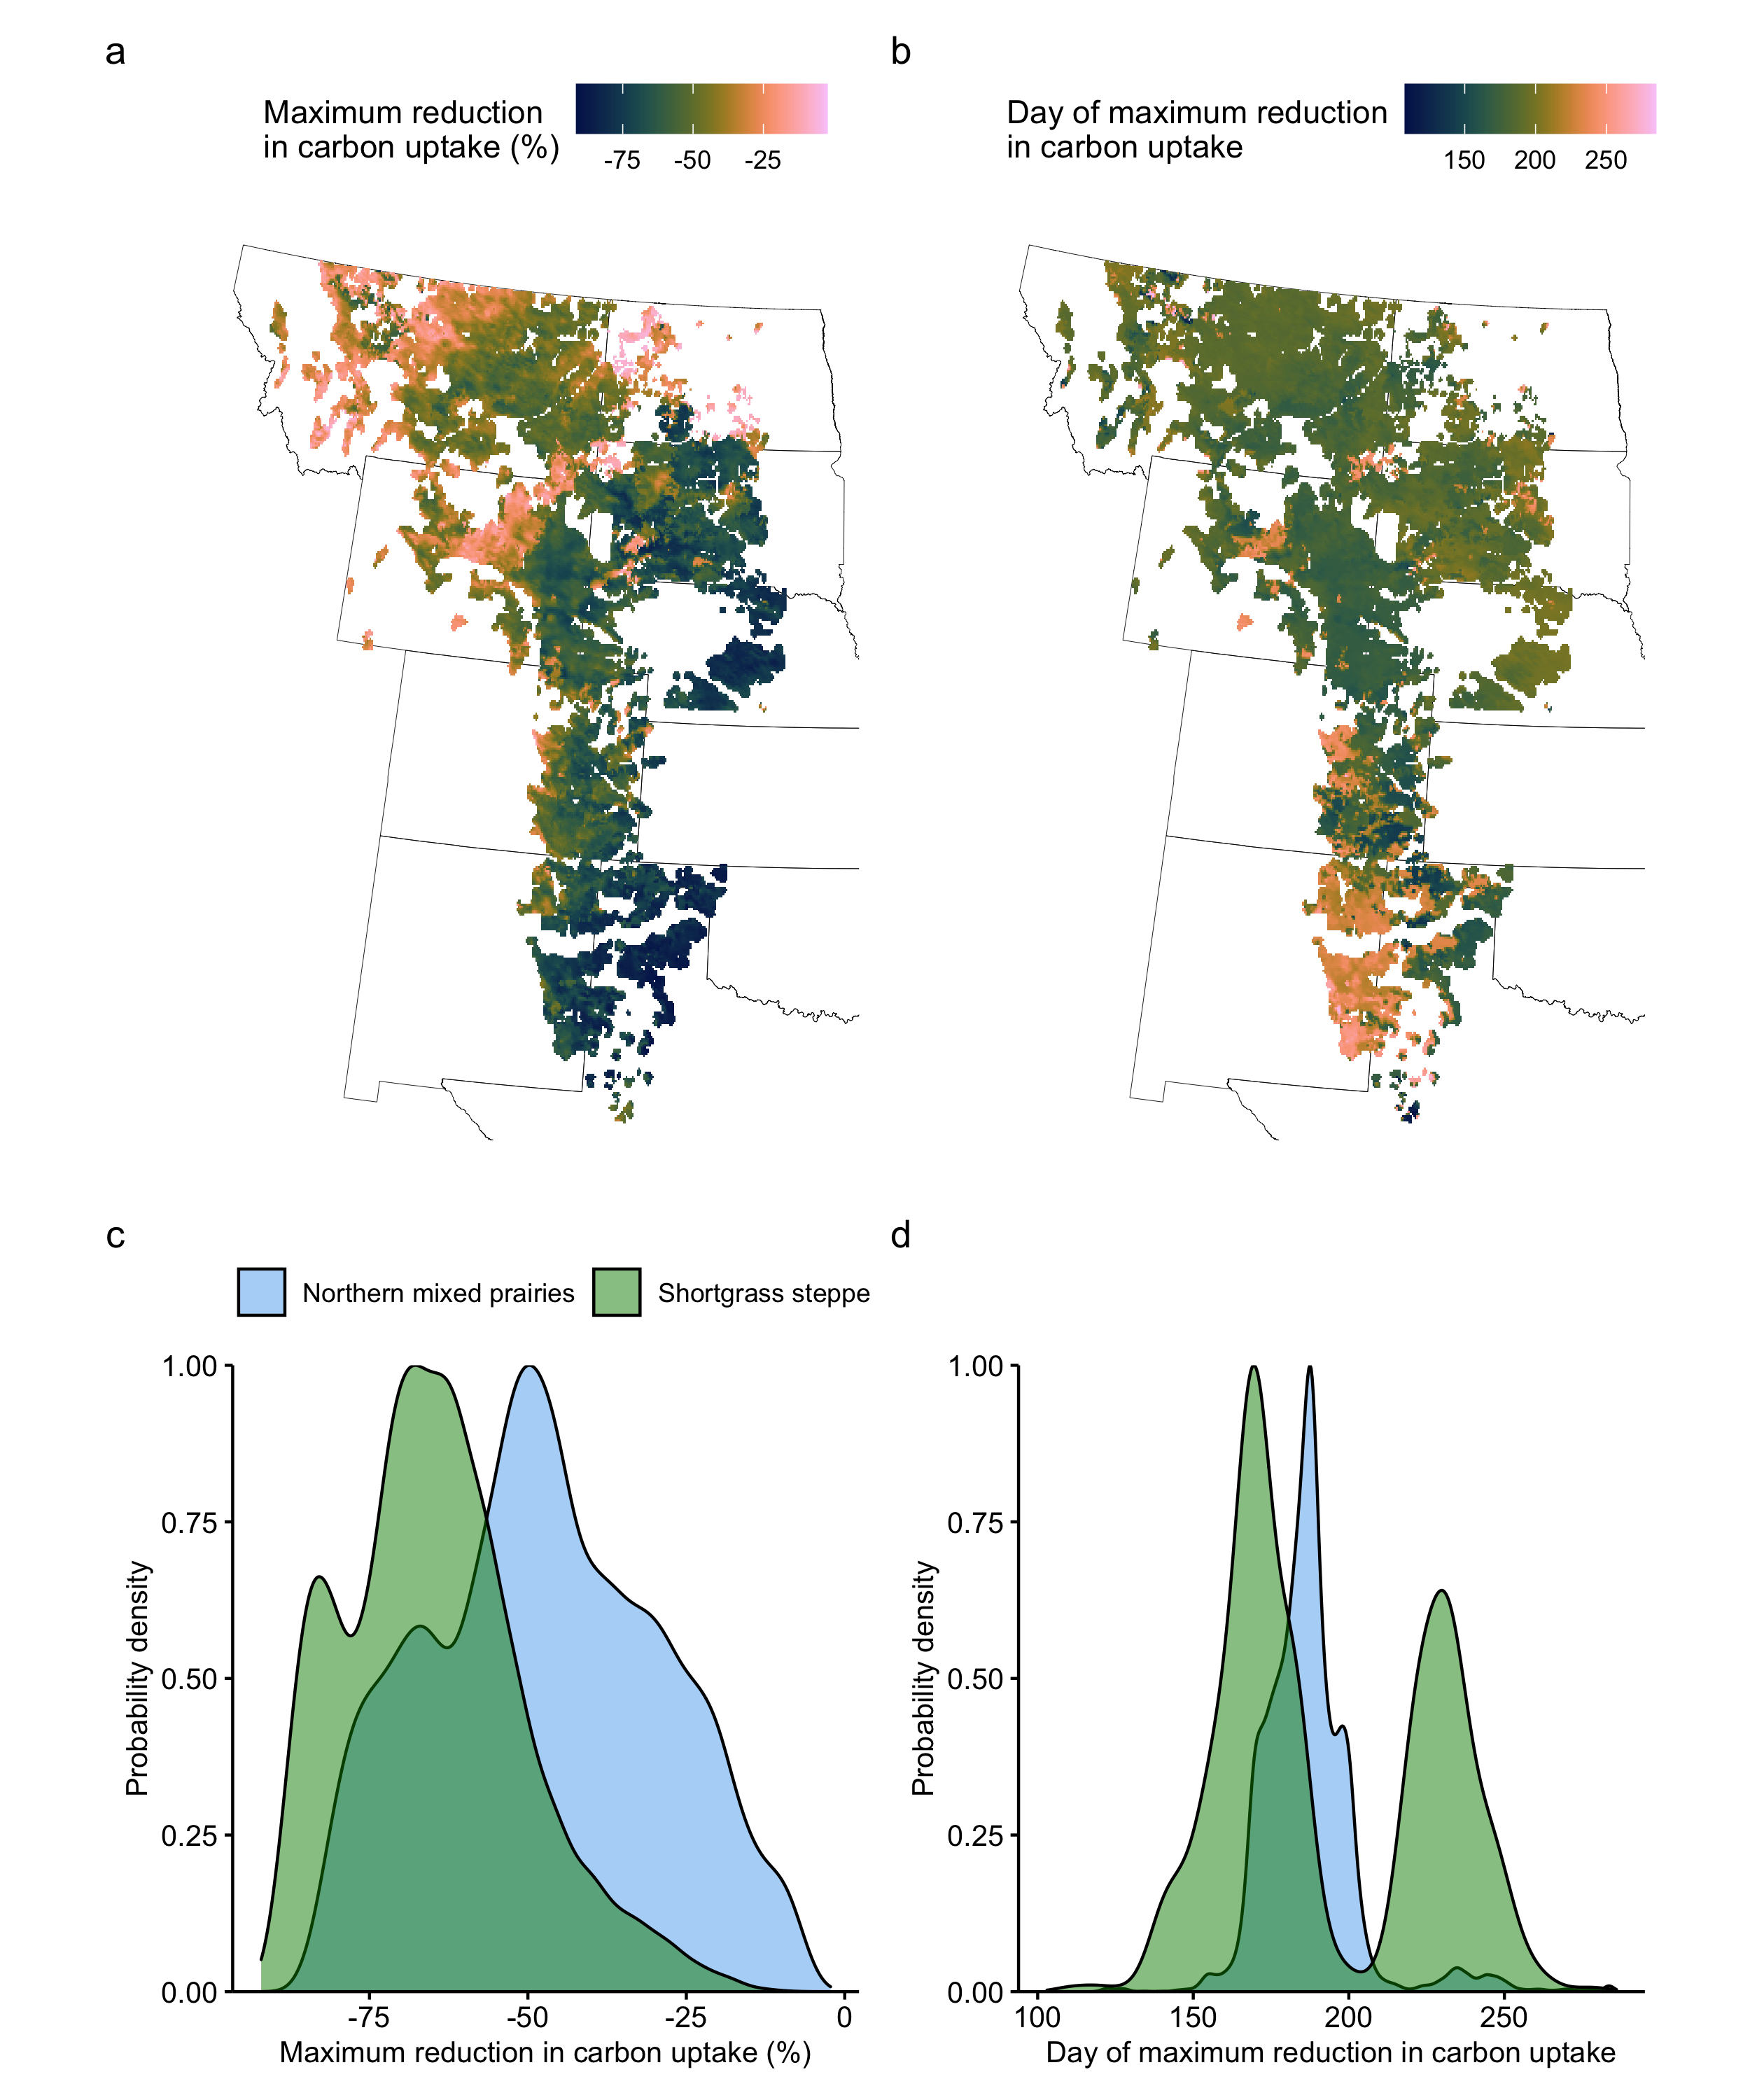 a
Maximum reduction
in carbon uptake (%)
-75 -50 -25
b
Day of maximum reduction
in carbon uptake
150 200 250
c
Northern mixed prairies Shortgrass steppe
1.00
0.75
0.50
0.25
0.00
Probability density
-75 -50 -25 0
Maximum reduction in carbon uptake (%)
d
1.00
0.75
0.50
0.25
0.00
Probability density
100 150 200 250
Day of maximum reduction in carbon uptake